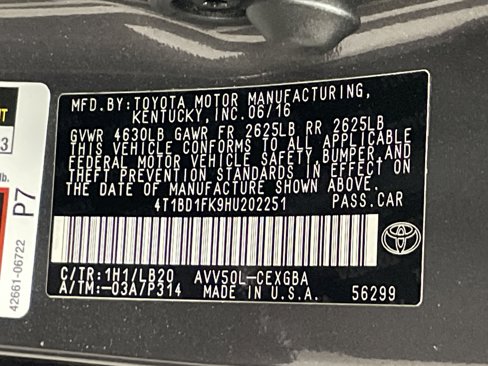 MFD.BY:TOYOTA MOTOR MANUFACTURING,
KENTUCKY, INC.06/16
GVWR 4630LB GAWR FR 2625LB RR 2625LB
THIS VEHICLE CONFORMS TO ALL APPLICABLE
FEDERAL MOTOR VEHICLE SAFETY,BUMPER,AND
THEFT PREVENTION STANDARDS IN EFFECT ON
THE DATE OF MANUFACTURE SHOWN ABOVE.
4T1BD1FK9HU202251 PASS.CAR
C/TR:1H1/LB20 AVV50L-CEXGBA
A/TM:-03A/P314 MADE IN U.S.A. 56299
3
lb.
P7
42661-06722